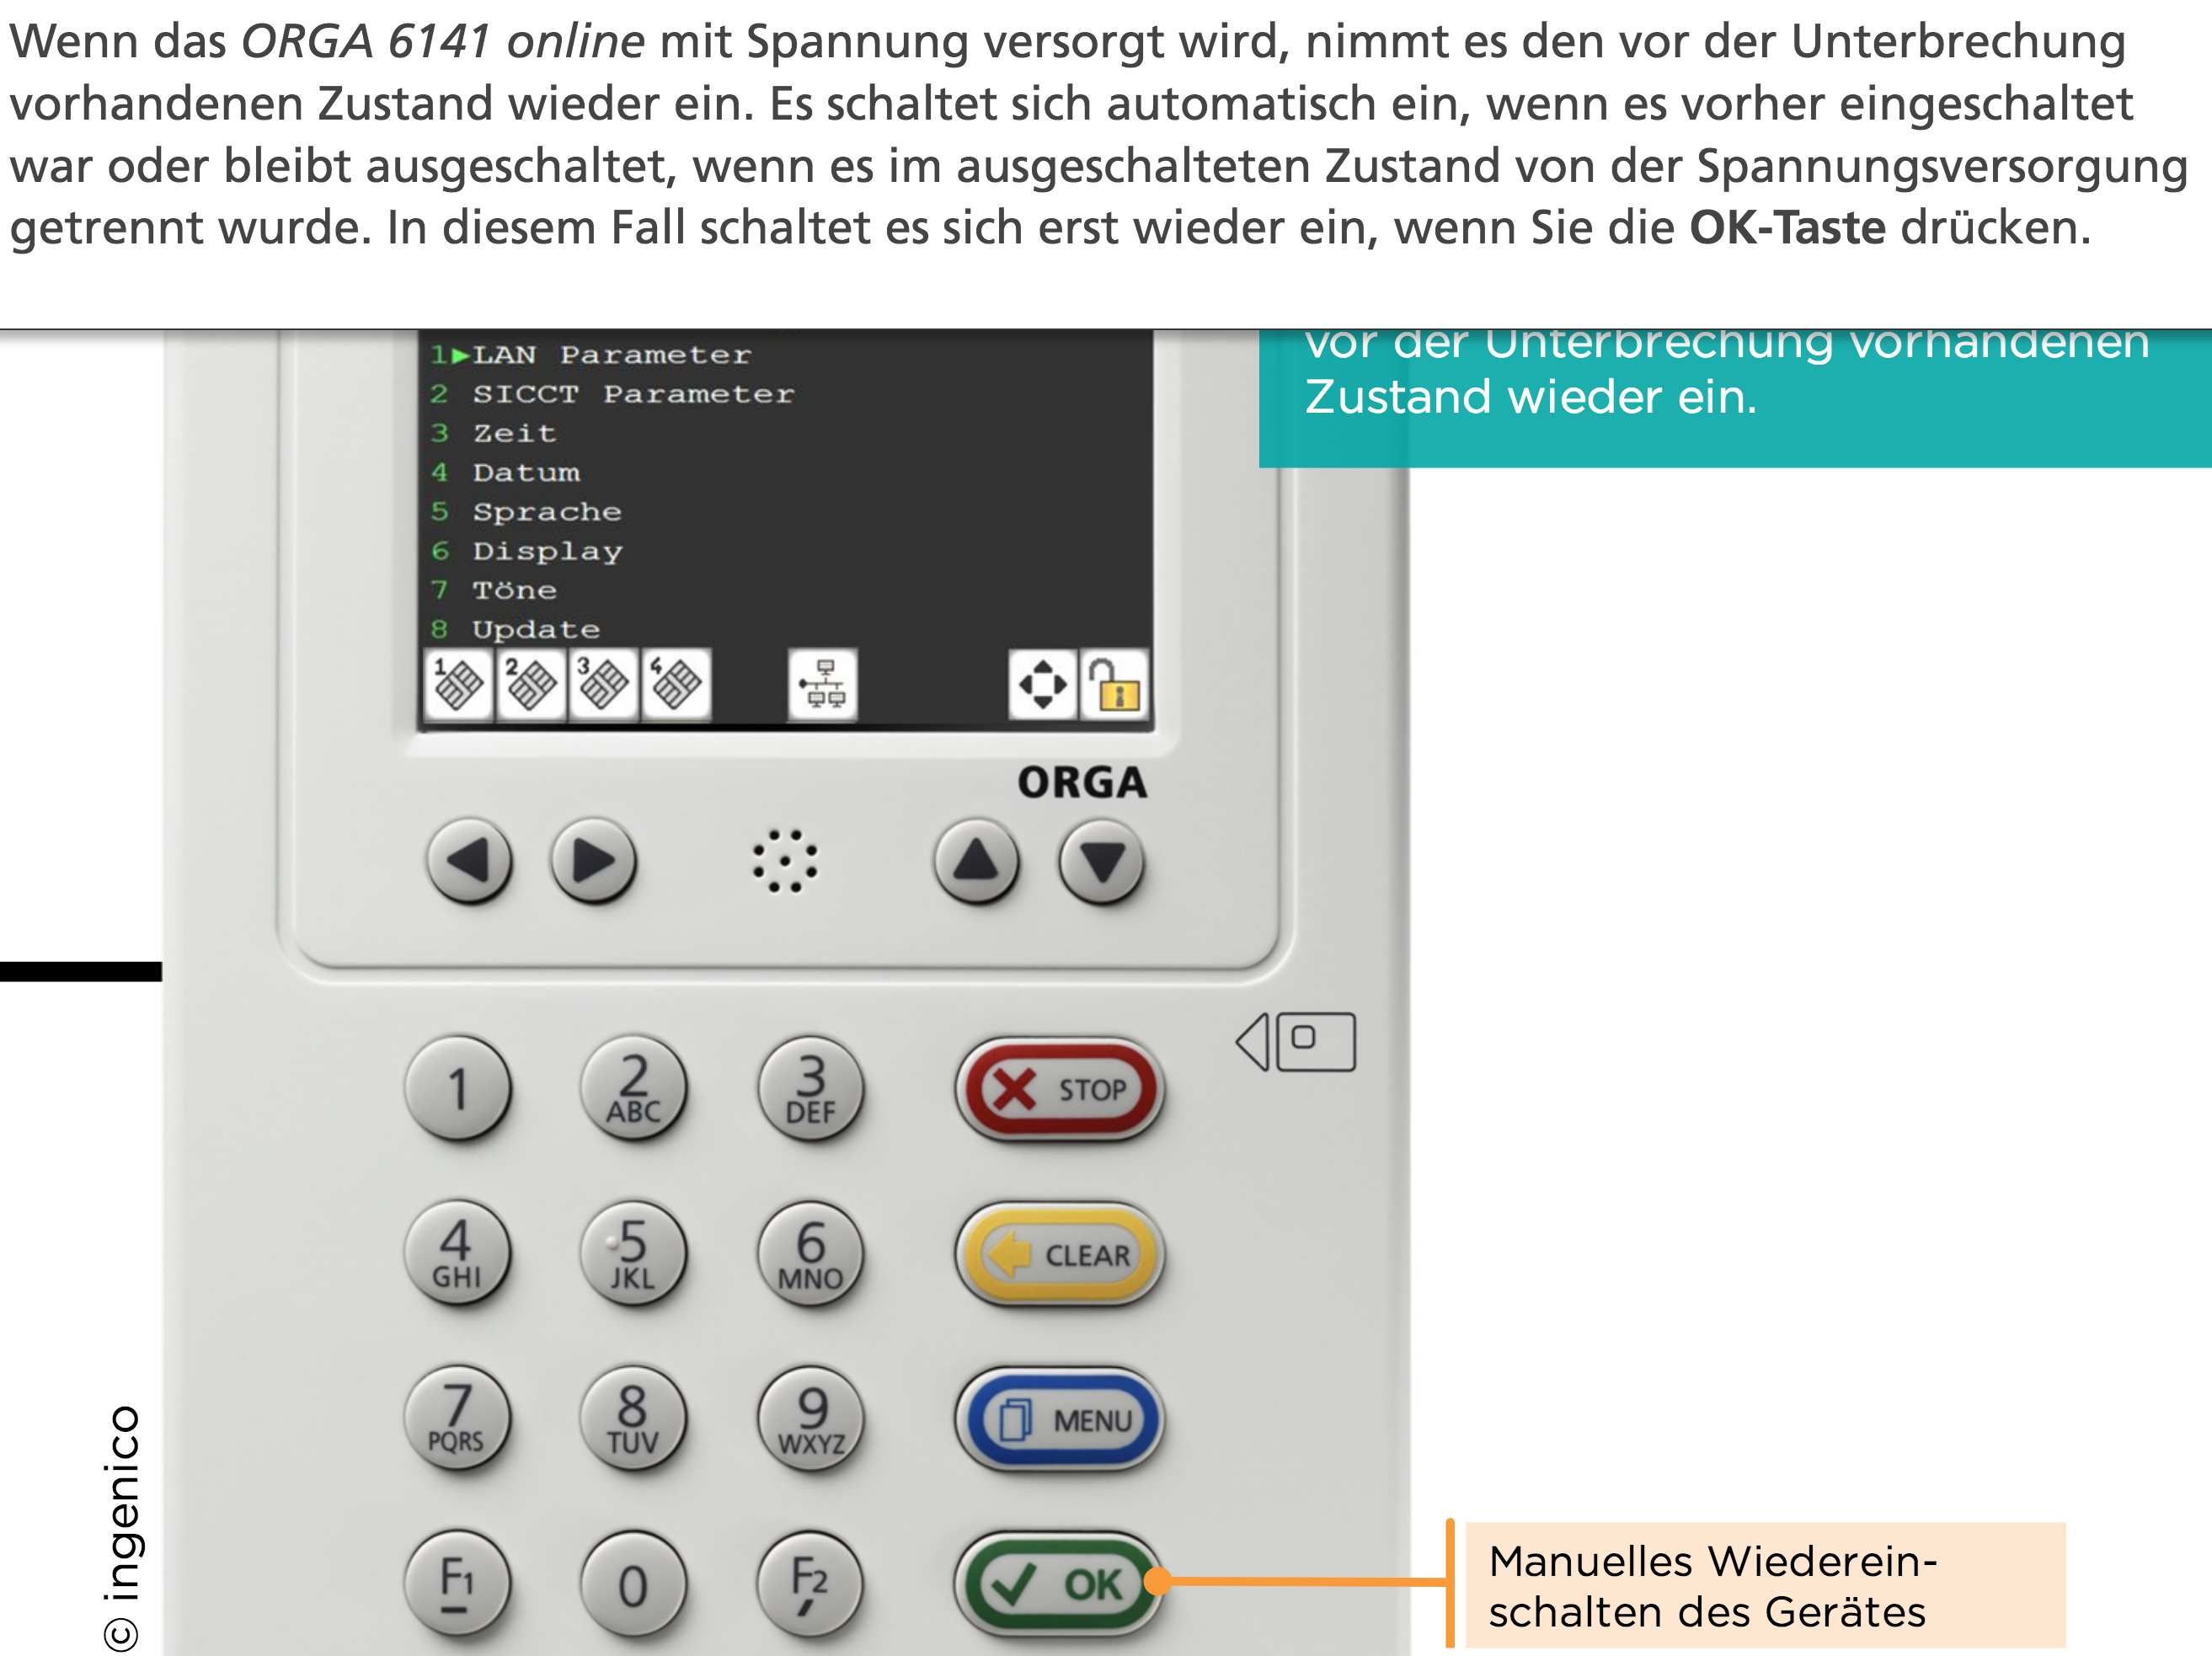 Wenn das ORGA 6141 online mit Spannung versorgt wird, nimmt es den vor der Unterbrechung
vorhandenen Zustand wieder ein. Es schaltet sich automatisch ein, wenn es vorher eingeschaltet
war oder bleibt ausgeschaltet, wenn es im ausgeschalteten Zustand von der Spannungsversorgung
getrennt wurde. In diesem Fall schaltet es sich erst wieder ein, wenn Sie die OK-Taste drücken.
vor der Unterbrechung vorhandenen
Zustand wieder ein.
1 LAN Parameter
2 SICCT Parameter
3 Zeit
4 Datum
5 Sprache
6 Display
7 Töne
8 Update
1 2 3 4
ORGA
1 2 ABC 3 DEF STOP
4 GHI 5 JKL 6 MNO CLEAR
7 PQRS 8 TUV 9 WXYZ MENU
F1 0 F2 OK
Manuelles Wiederein-
schalten des Gerätes
© ingenico